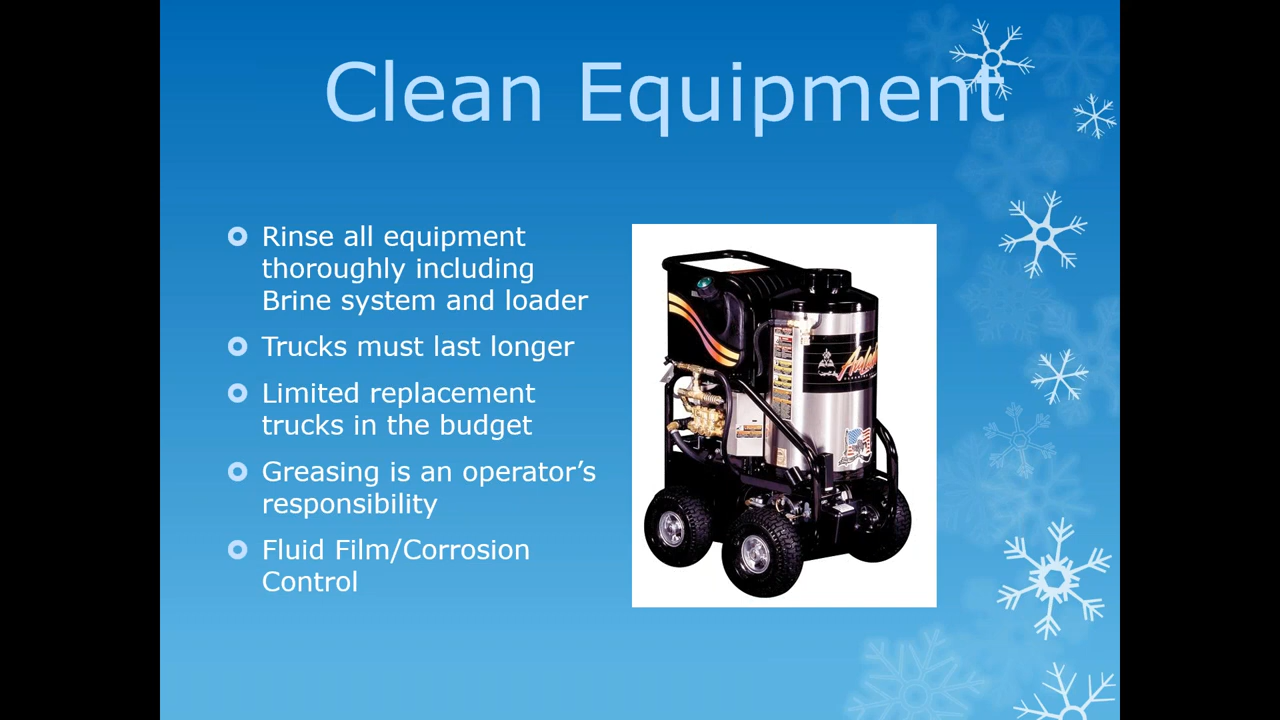 Clean Equipment
Rinse all equipment
thoroughly including
Brine system and loader
Trucks must last longer
Limited replacement
trucks in the budget
Greasing is an operator’s
responsibility
Fluid Film/Corrosion
Control